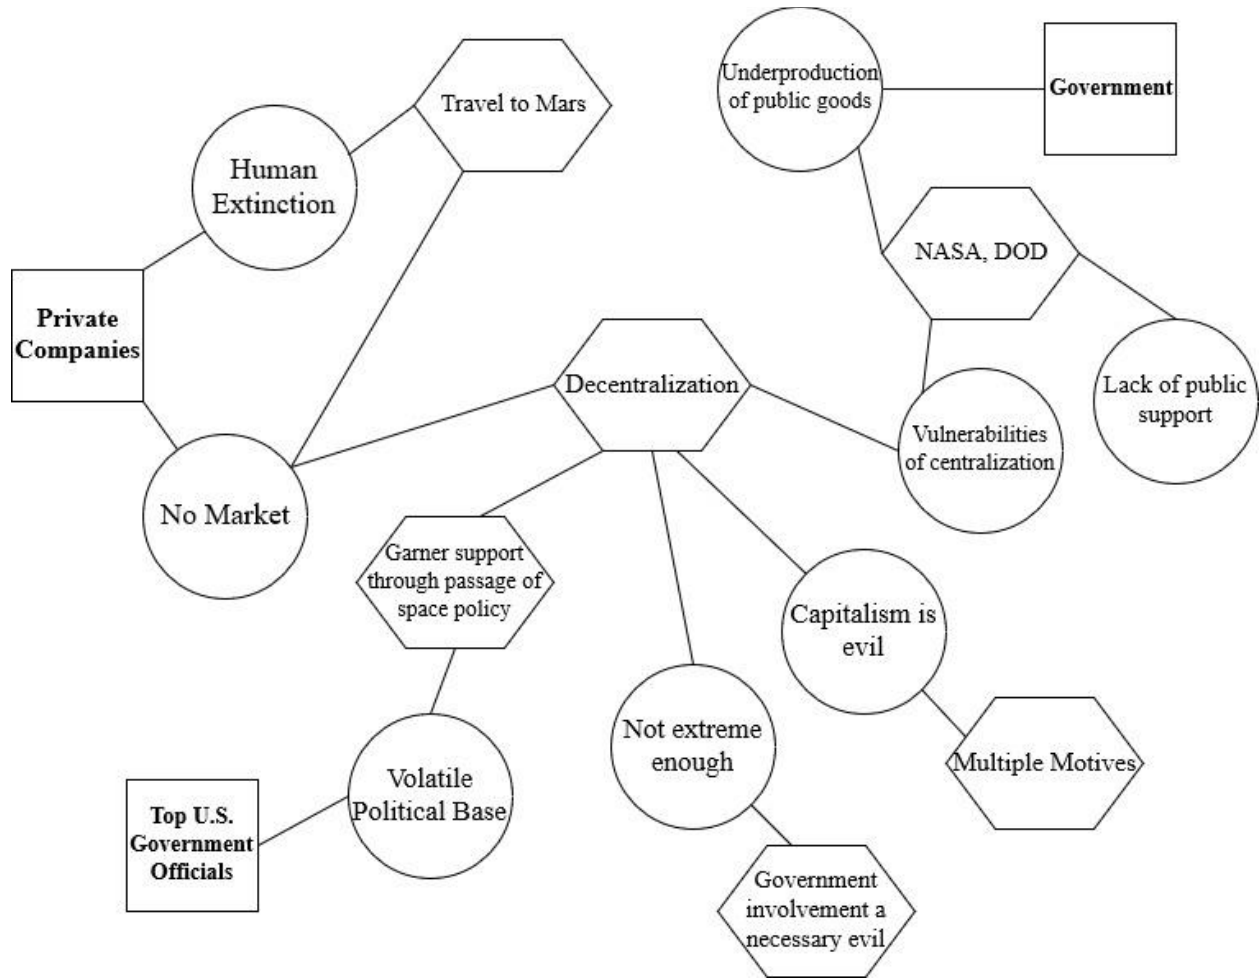 Underproduction
of public goods
Government
Travel to Mars
Human
Extinction
NASA, DOD
Private
Companies
Decentralization
Lack of public
support
Vulnerabilities
of centralization
No Market
Garner support
through passage of
space policy
Capitalism is
evil
Not extreme
enough
Multiple Motives
Volatile
Political Base
Top U.S.
Government
Officials
Government
involvement a
necessary evil